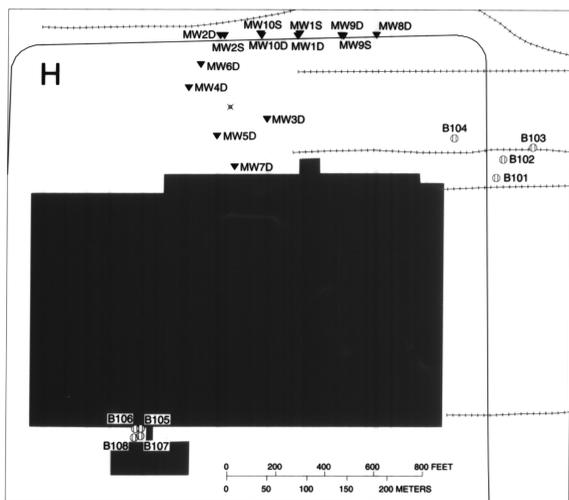 MW10S MW1S MW9D MW8D
MW2D
MW2S MW10D MW1D MW9S
MW6D
H
MW4D
MW3D
B104 B103
MW5D
B102
MW7D
B101
B106 B105
B108 B107
0 200 400 600 800 FEET
0 50 100 150 200 METERS